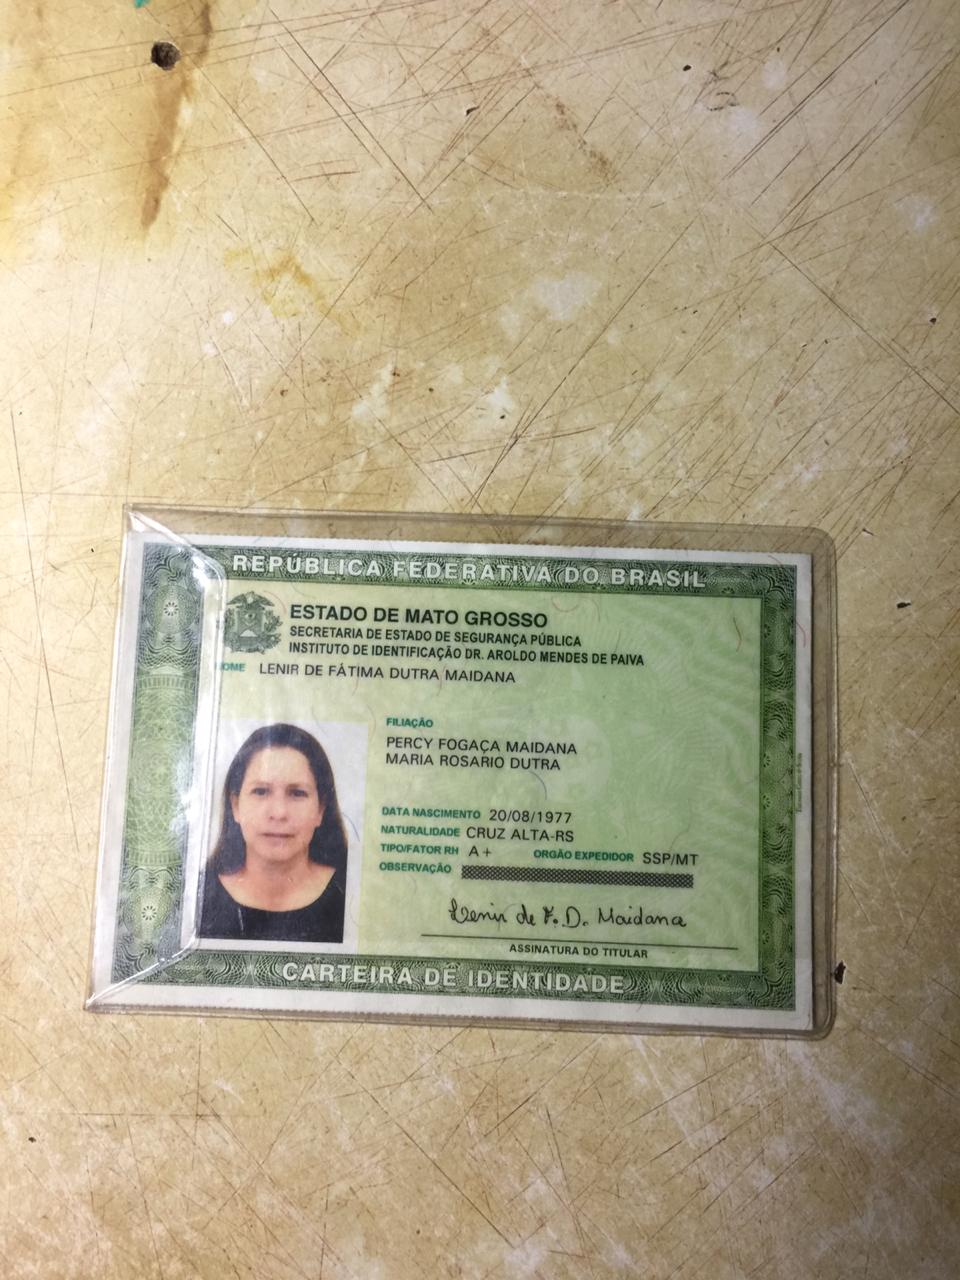 REPÚBLICA FEDERATIVA DO BRASIL
ESTADO DE MATO GROSSO
SECRETARIA DE ESTADO DE SEGURANÇA PÚBLICA
INSTITUTO DE IDENTIFICAÇÃO DR. AROLDO MENDES DE PAIVA
NOME LENIR DE FÁTIMA DUTRA MAIDANA
FILIAÇÃO
PERCY FOGAÇA MAIDANA
MARIA ROSARIO DUTRA
DATA NASCIMENTO 20/08/1977
NATURALIDADE CRUZ ALTA-RS
TIPO/FATOR RH A+ ORGÃO EXPEDIDOR SSP/MT
OBSERVAÇÃO
Lenir de F. D. Maidana
ASSINATURA DO TITULAR
CARTEIRA DE IDENTIDADE